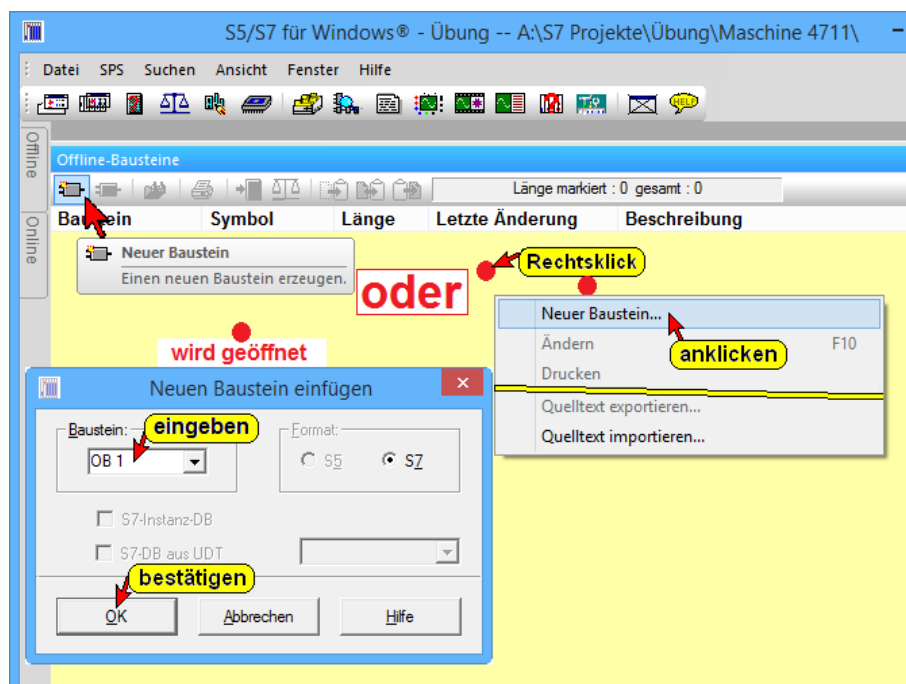 S5/S7 für Windows® - Übung -- A:\S7 Projekte\Übung\Maschine 4711\
Datei SPS Suchen Ansicht Fenster Hilfe
HELP
Offline
Offline-Bausteine
Länge markiert : 0 gesamt : 0
Online
Baustein Symbol Länge Letzte Änderung Beschreibung
Neuer Baustein
Einen neuen Baustein erzeugen.
oder
Rechtsklick
Neuer Baustein...
anklicken
Ändern F10
Drucken
Quelltext exportieren...
Quelltext importieren...
wird geöffnet
Neuen Baustein einfügen
Baustein: eingeben Format:
OB 1 S5 S7
S7-Instanz-DB
S7-DB aus UDT
bestätigen
OK Abbrechen Hilfe